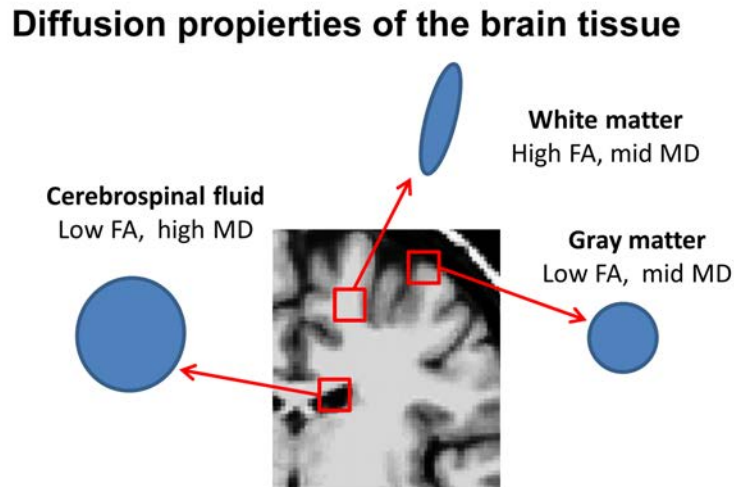 Diffusion propierties of the brain tissue
White matter
High FA, mid MD
Cerebrospinal fluid
Low FA, high MD
Gray matter
Low FA, mid MD